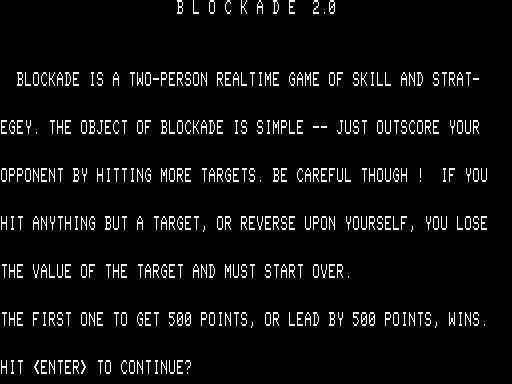 B L O C K A D E 2.0
BLOCKADE IS A TWO-PERSON REALTIME GAME OF SKILL AND STRAT-
EGEY. THE OBJECT OF BLOCKADE IS SIMPLE -- JUST OUTSCORE YOUR
OPPONENT BY HITTING MORE TARGETS. BE CAREFUL THOUGH ! IF YOU
HIT ANYTHING BUT A TARGET, OR REVERSE UPON YOURSELF, YOU LOSE
THE VALUE OF THE TARGET AND MUST START OVER.
THE FIRST ONE TO GET 500 POINTS, OR LEAD BY 500 POINTS, WINS.
HIT <ENTER> TO CONTINUE?